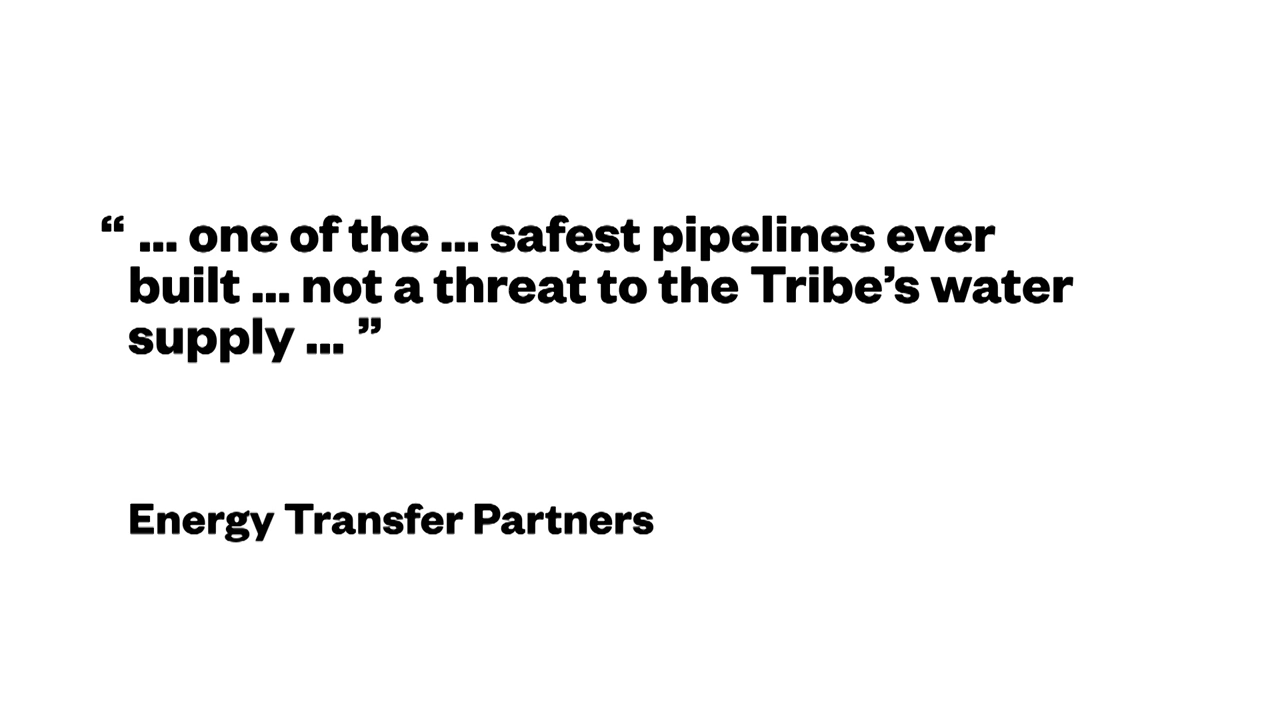 “ ... one of the ... safest pipelines ever
built ... not a threat to the Tribe’s water
supply ... ”
Energy Transfer Partners